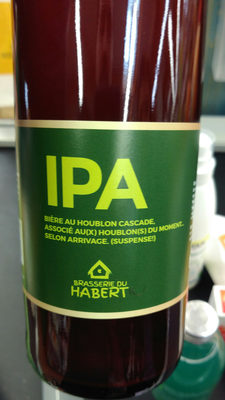 IPA
BIÈRE AU HOUBLON CASCADE,
ASSOCIÉ AU(X) HOUBLON(S) DU MOMENT...
SELON ARRIVAGE. (SUSPENSE!)
BRASSERIE DU
HABERT